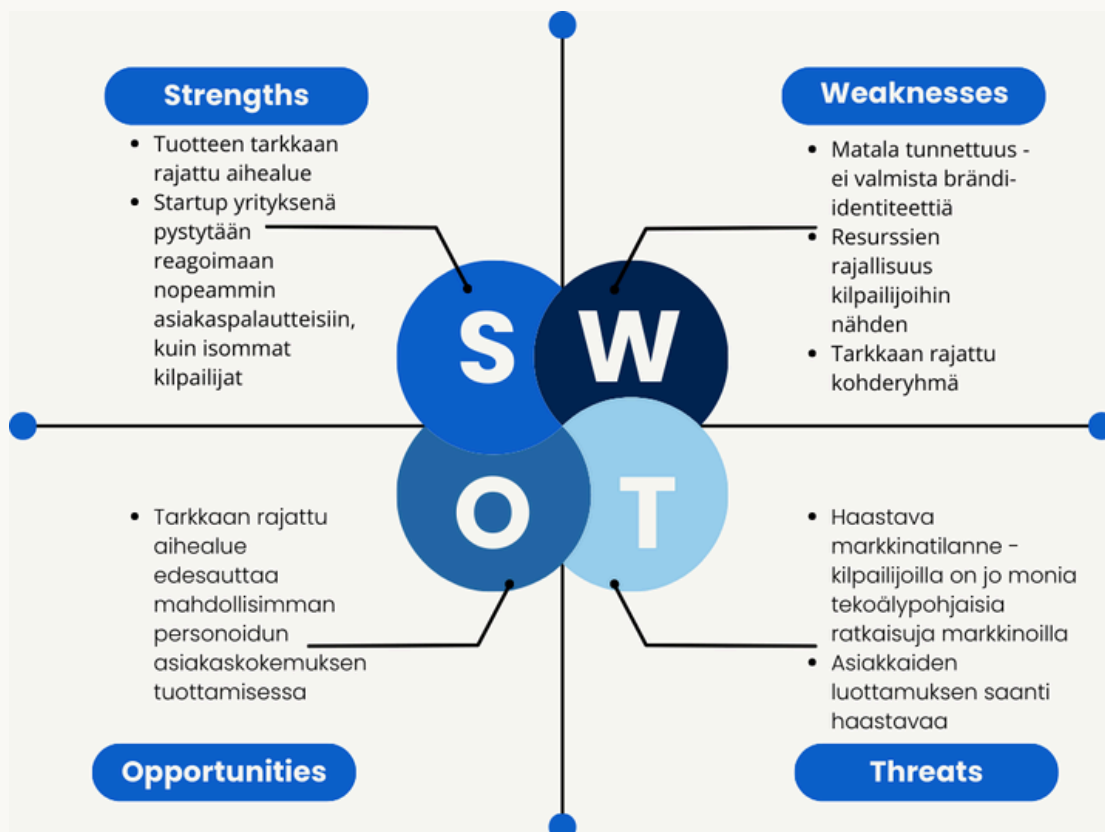 Strengths
• Tuotteen tarkkaan
rajattu aihealue
• Startup yrityksenä
pystytään
reagoimaan
nopeammin
asiakaspalautteisiin,
kuin isommat
kilpailijat
Weaknesses
• Matala tunnettuus -
ei valmista brändi-
identiteettiä
• Resurssien
rajallisuus
kilpailijoihin
nähden
• Tarkkaan rajattu
kohderyhmä
S
W
O
T
• Tarkkaan rajattu
aihealue
edesauttaa
mahdollisimman
personoidun
asiakaskokemuksen
tuottamisessa
Opportunities
• Haastava
markkinatilanne -
kilpailijoilla on jo monia
tekoälypohjaisia
ratkaisuja markkinoilla
• Asiakkaiden
luottamuksen saanti
haastavaa
Threats